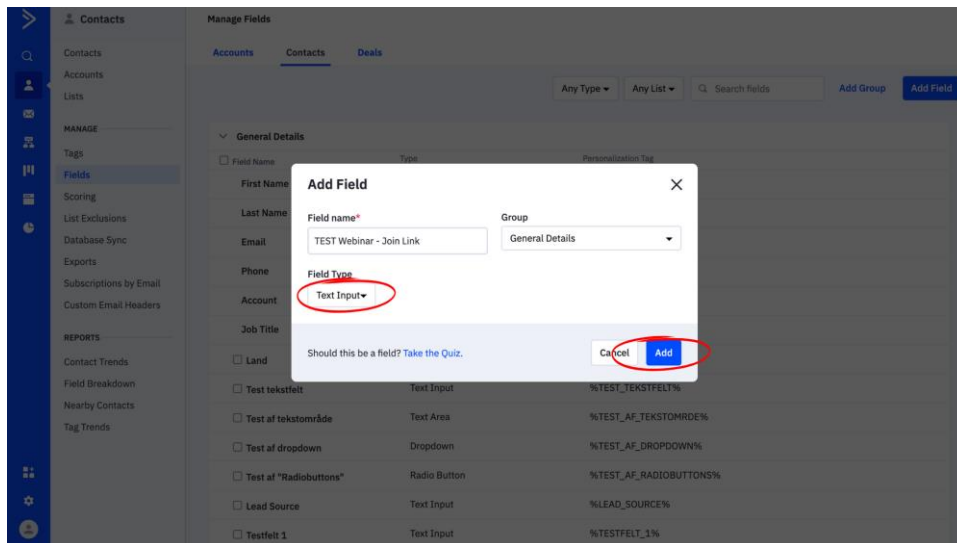 Contacts
Manage Fields
Contacts
Accounts
Lists
MANAGE
Tags
Fields
Scoring
List Exclusions
Database Sync
Exports
Subscriptions by Email
Custom Email Headers
REPORTS
Contact Trends
Field Breakdown
Nearby Contacts
Tag Trends
Accounts Contacts Deals
Any Type Any List Search fields Add Group Add Field
General Details
Field Name Type Personalization Tag
First Name
Last Name
Email
Phone
Account
Job Title
Land
Add Field
Field name* Group
TEST Webinar - Join Link General Details
Field Type
Text Input
Should this be a field? Take the Quiz. Cancel Add
Test tekstfelt Text Input %TEST_TEKSTFELT%
Test af tekstområde Text Area %TEST_AF_TEKSTOMRDE%
Test af dropdown Dropdown %TEST_AF_DROPDOWN%
Test af "Radiobuttons" Radio Button %TEST_AF_RADIOBUTTONS%
Lead Source Text Input %LEAD_SOURCE%
Testfelt 1 Text Input %TESTFELT_1%